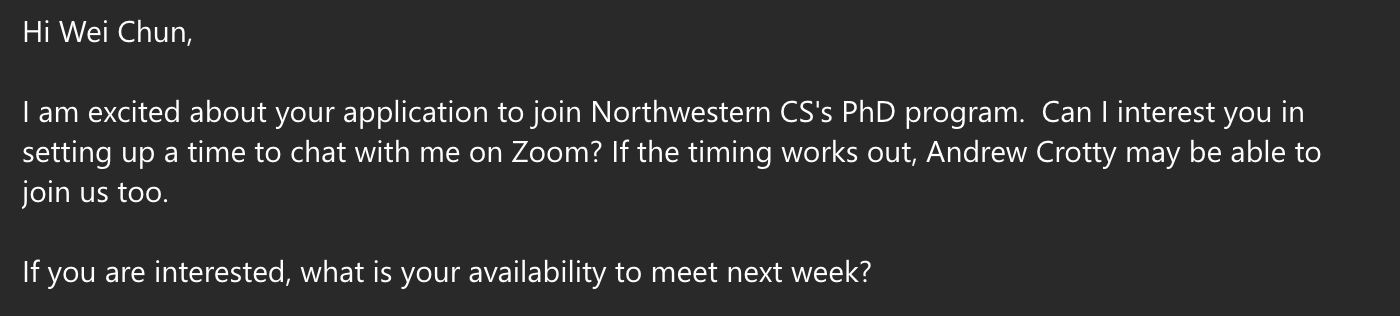 Hi Wei Chun,
I am excited about your application to join Northwestern CS's PhD program.  Can I interest you in
setting up a time to chat with me on Zoom? If the timing works out, Andrew Crotty may be able to
join us too.
If you are interested, what is your availability to meet next week?